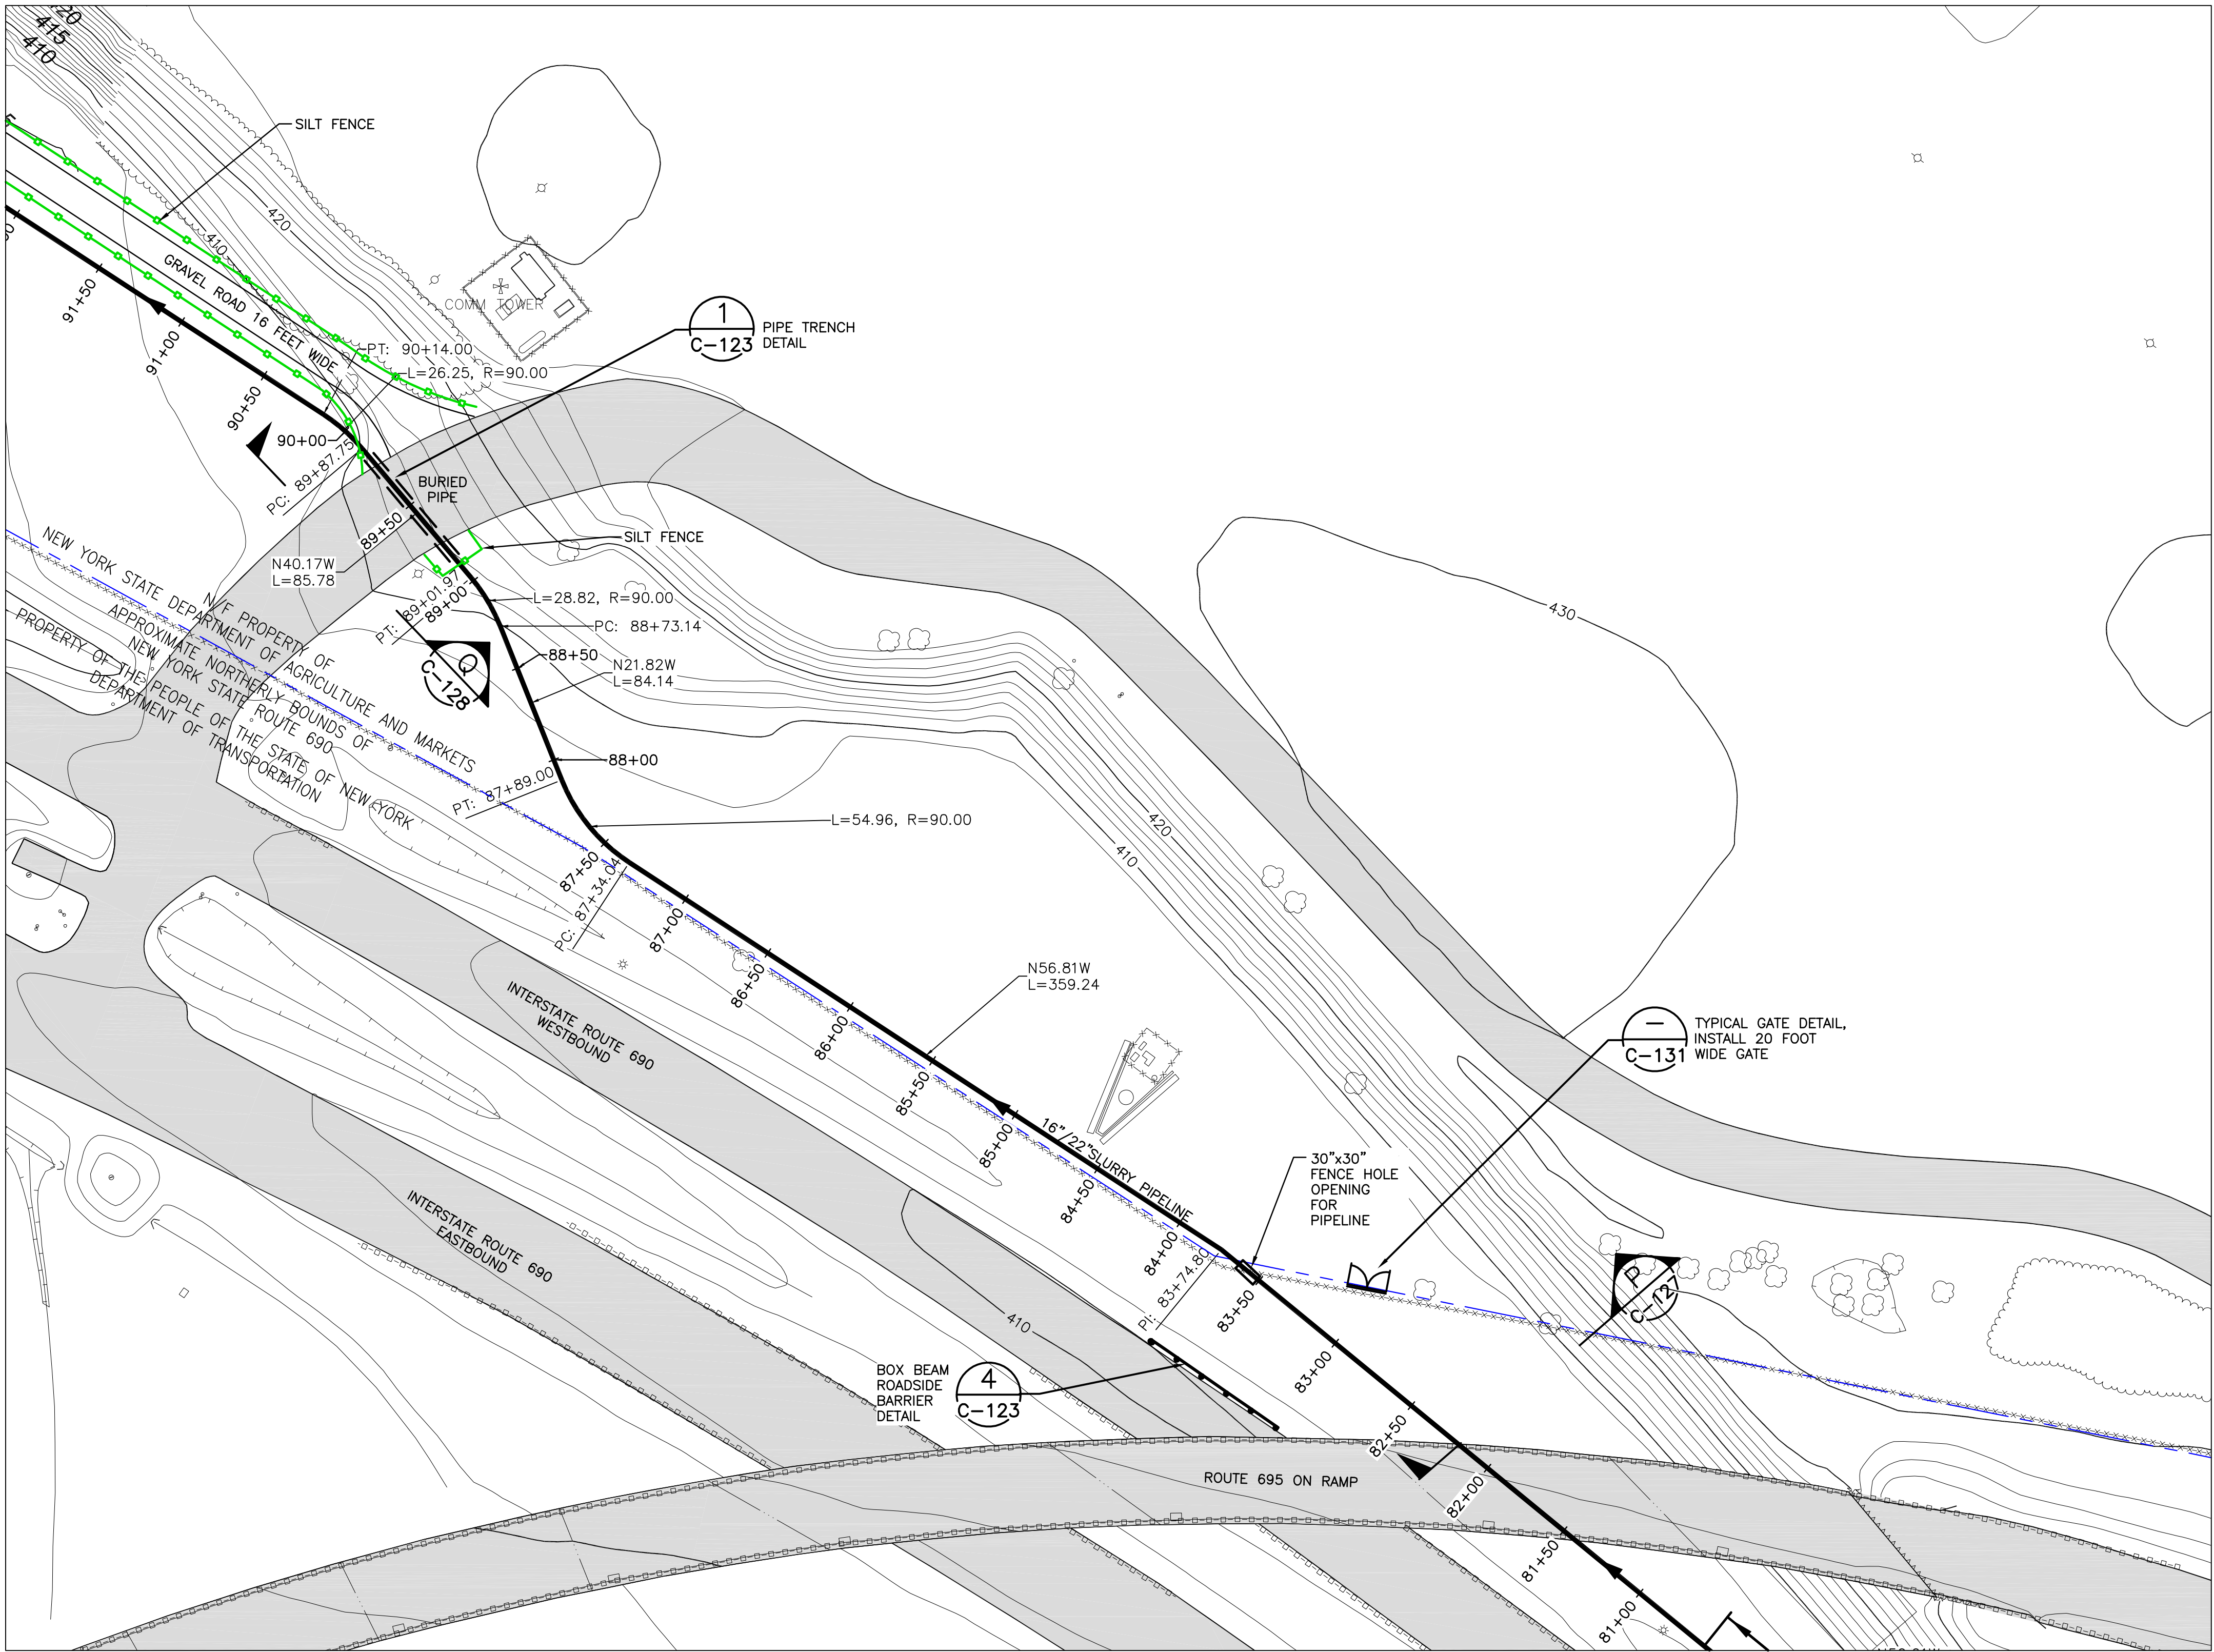 420
415
410
SILT FENCE
420
410
GRAVEL ROAD 16 FEET WIDE
COMM TOWER
1
C-123
PIPE TRENCH
DETAIL
91+50
91+00
90+50
PT: 90+14.00
L=26.25, R=90.00
90+00
PC: 89+87.75
BURIED
PIPE
89+50
SILT FENCE
N40.17W
L=85.78
PT: 89+01.97
89+00
L=28.82, R=90.00
PC: 88+73.14
88+50
N21.82W
L=84.14
Q
C-128
88+00
PT: 87+89.00
L=54.96, R=90.00
N/F PROPERTY OF
NEW YORK STATE DEPARTMENT OF AGRICULTURE AND MARKETS
APPROXIMATE NORTHERLY BOUNDS OF
NEW YORK STATE ROUTE 690
PROPERTY OF THE PEOPLE OF THE STATE OF NEW YORK
DEPARTMENT OF TRANSPORTATION
430
420
410
87+50
PC: 87+34.04
87+00
86+50
86+00
85+50
85+00
84+50
84+00
N56.81W
L=359.24
INTERSTATE ROUTE 690
WESTBOUND
INTERSTATE ROUTE 690
EASTBOUND
16"/22"SLURRY PIPELINE
30"x30"
FENCE HOLE
OPENING
FOR
PIPELINE
C-131
TYPICAL GATE DETAIL,
INSTALL 20 FOOT
WIDE GATE
PI: 83+74.80
83+50
P
C-127
410
83+00
BOX BEAM
ROADSIDE
BARRIER
DETAIL
4
C-123
82+50
82+00
ROUTE 695 ON RAMP
81+50
81+00